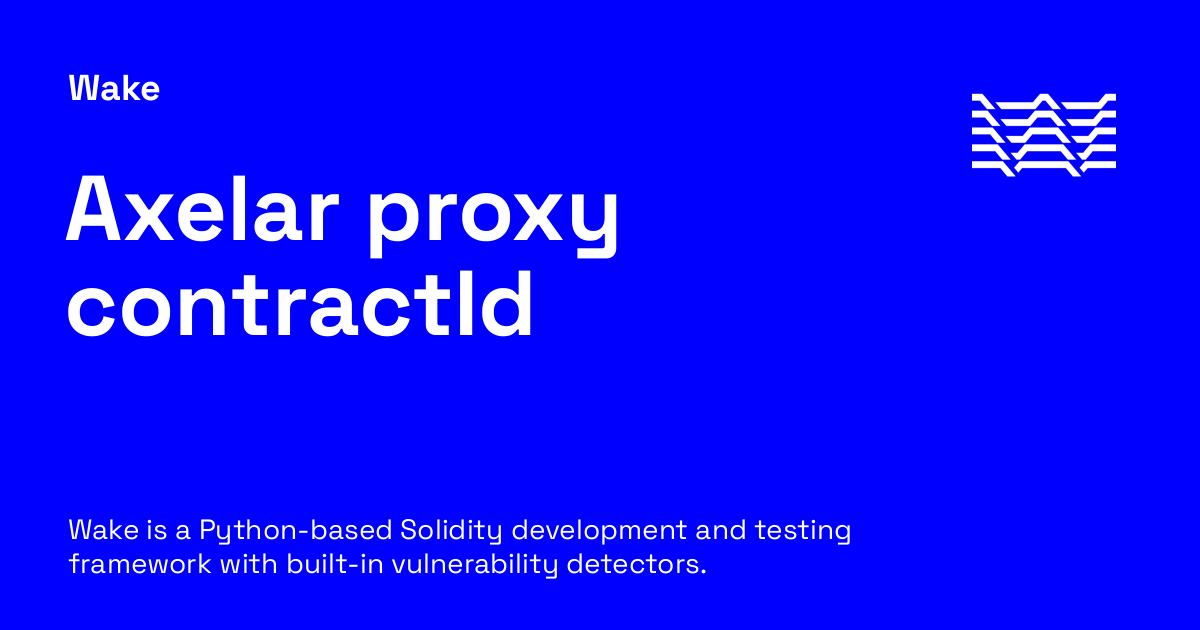 Wake
Axelar proxy
contractId
Wake is a Python-based Solidity development and testing
framework with built-in vulnerability detectors.